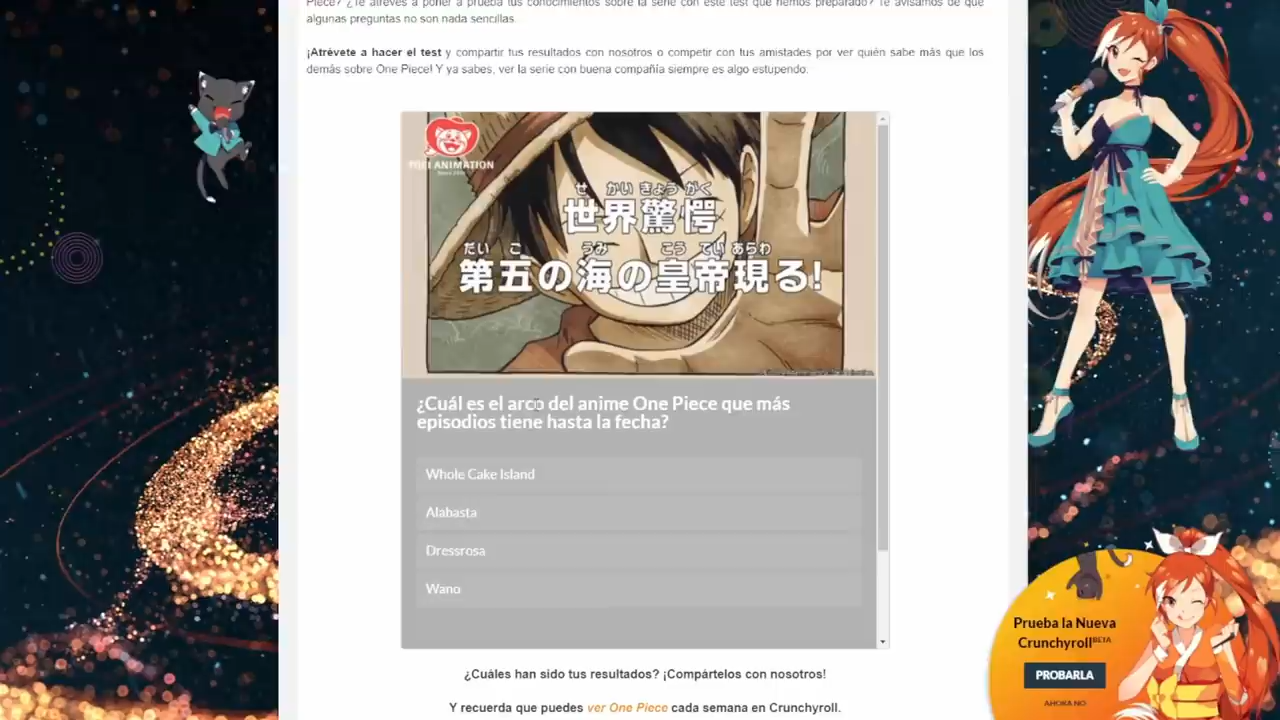 Piece? ¿Te atreves a poner a prueba tus conocimientos sobre la serie con este test que hemos preparado? Te avisamos de que
algunas preguntas no son nada sencillas.
¡Atrévete a hacer el test y compartir tus resultados con nosotros o competir con tus amistades por ver quién sabe más que los
demás sobre One Piece! Y ya sabes, ver la serie con buena compañía siempre es algo estupendo.
TOEI ANIMATION
せ かい きょう がく
世界驚愕
だい ご うみ こう てい あらわ
第五の海の皇帝現る!
¿Cuál es el arco del anime One Piece que más
episodios tiene hasta la fecha?
Whole Cake Island
Alabasta
Dressrosa
Wano
¿Cuáles han sido tus resultados? ¡Compártelos con nosotros!
Y recuerda que puedes ver One Piece cada semana en Crunchyroll.
Prueba la Nueva
Crunchyroll BETA
PROBARLA
AHORA NO